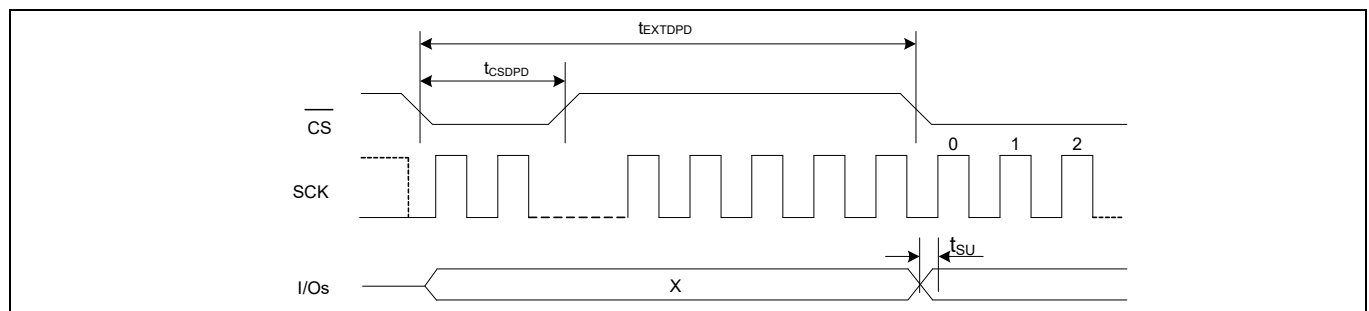 tEXTDPD
tCSDPD
CS
0 1 2
SCK
tSU
I/Os X